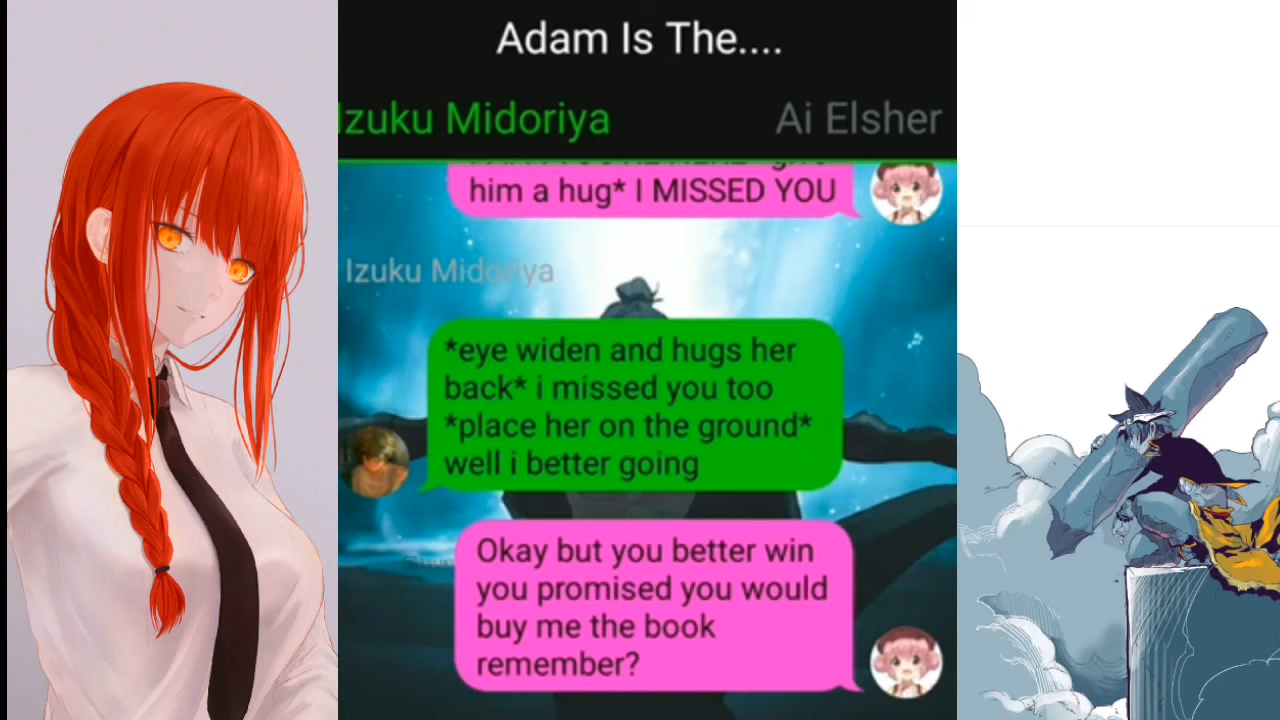 Adam Is The....
Izuku Midoriya
Ai Elsher
him a hug* I MISSED YOU
Izuku Midoriya
*eye widen and hugs her
back* i missed you too
*place her on the ground*
well i better going
Okay but you better win
you promised you would
buy me the book
remember?